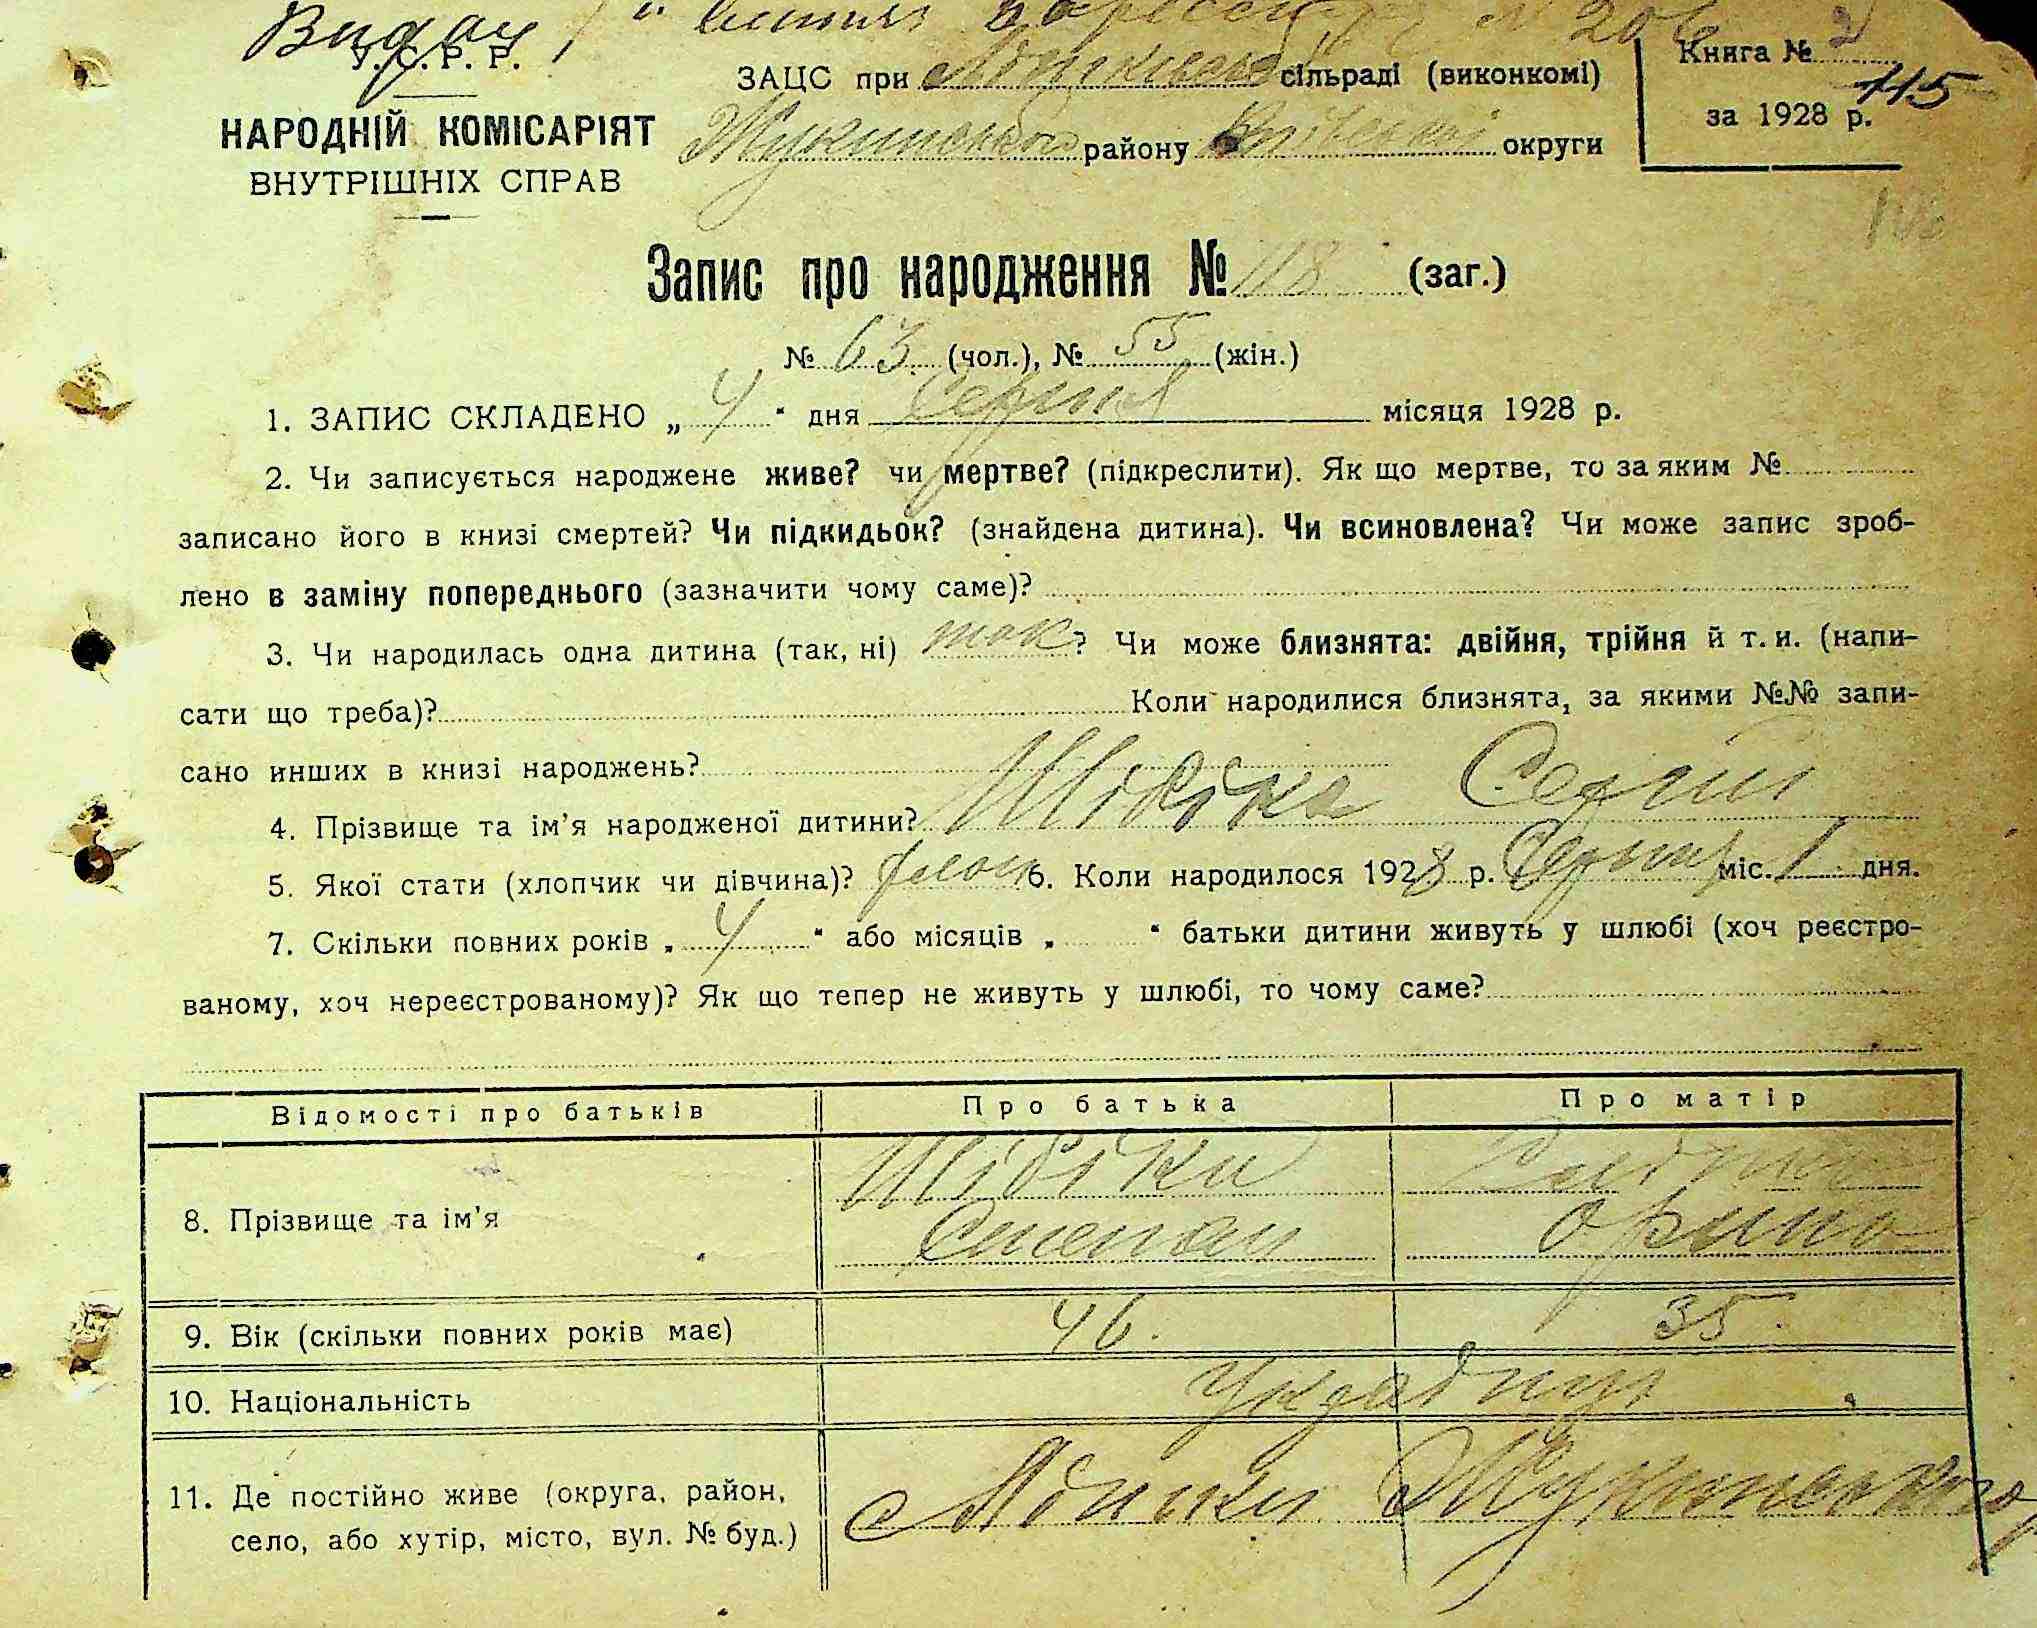 Видан
У.С.Р.Р.
НАРОДНІЙ КОМІСАРІЯТ
ВНУТРІШНІХ СПРАВ
ЗАЦС при сільраді (виконкомі)
Жукинського району Київської округи
Книга № 2
115
за 1928 р.
Запис про народження № 118 (заг.)
№ 63 (чол.), № 55 (жін.)
1. ЗАПИС СКЛАДЕНО „ 4 “ дня Серпня місяця 1928 р.
2. Чи записується народжене живе? чи мертве? (підкреслити). Як що мертве, то за яким №
записано його в книзі смертей? Чи підкидьок? (знайдена дитина). Чи всиновлена? Чи може запис зроб-
лено в заміну попереднього (зазначити чому саме)?
3. Чи народилась одна дитина (так, ні) так? Чи може близнята: двійня, трійня й т. и. (напи-
сати що треба)? Коли народилися близнята, за якими №№ запи-
сано инших в книзі народжень?
4. Прізвище та ім’я народженої дитини? Шибіка Сергій
5. Якої стати (хлопчик чи дівчина)? 6. Коли народилося 1928 р. Серпня міс. 1 дня.
7. Скільки повних років „ 4 “ або місяців „ “ батьки дитини живуть у шлюбі (хоч реєстро-
ваному, хоч нереєстрованому)? Як що тепер не живуть у шлюбі, то чому саме?
Відомості про батьків Про батька Про матір
8. Прізвище та ім’я
Степан Орина
9. Вік (скільки повних років має) 46. 35.
10. Національність
11. Де постійно живе (округа, район,
село, або хутір, місто, вул. № буд.)
Жукинського